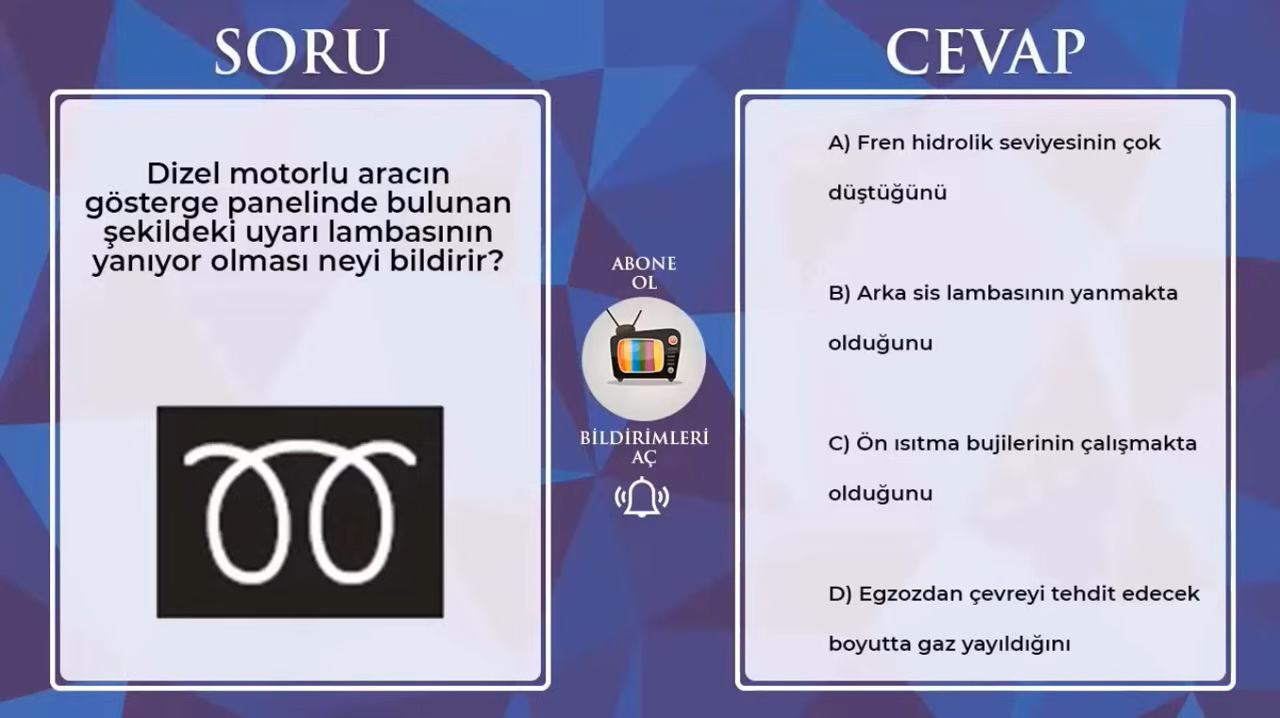 SORU
Dizel motorlu aracın
gösterge panelinde bulunan
şekildeki uyarı lambasının
yanıyor olması neyi bildirir?
ABONE
OL
BİLDİRİMLERİ
AÇ
CEVAP
A) Fren hidrolik seviyesinin çok
düştüğünü
B) Arka sis lambasının yanmakta
olduğunu
C) Ön ısıtma bujilerinin çalışmakta
olduğunu
D) Egzozdan çevreyi tehdit edecek
boyutta gaz yayıldığını